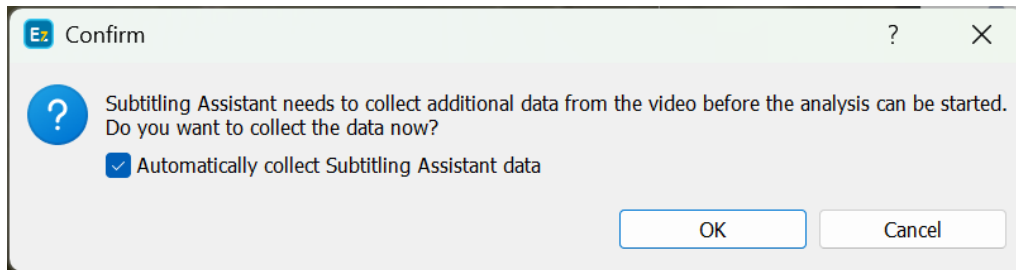 Ez Confirm ?
?
Subtitling Assistant needs to collect additional data from the video before the analysis can be started.
Do you want to collect the data now?
Automatically collect Subtitling Assistant data
OK Cancel